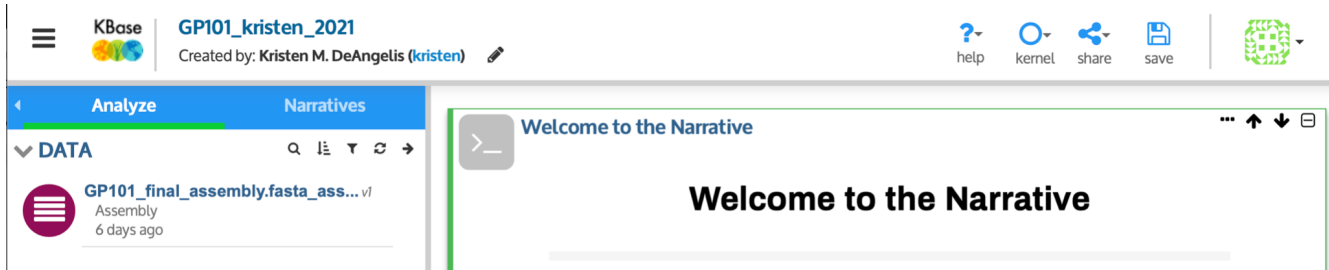 KBase
GP101_kristen_2021
Created by: Kristen M. DeAngelis (kristen)
help
kernel
share
save
Analyze
Narratives
DATA
GP101_final_assembly.fasta_ass... v1
Assembly
6 days ago
Welcome to the Narrative
Welcome to the Narrative